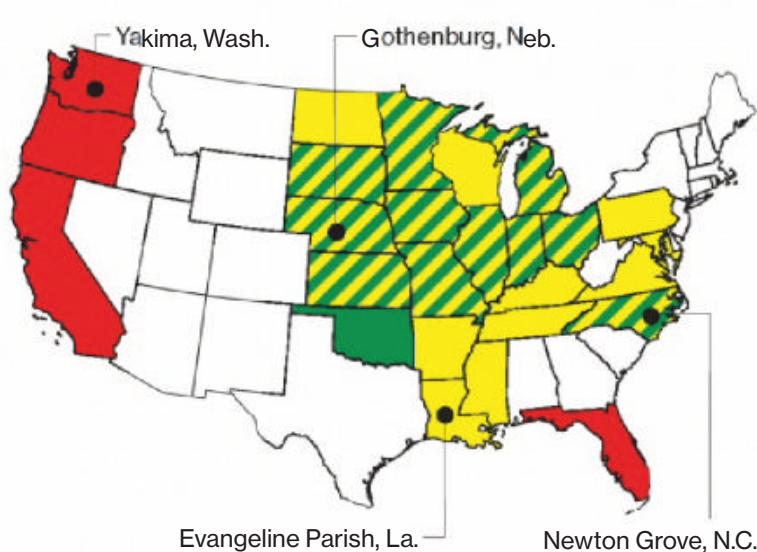 Yakima, Wash.
Gothenburg, Neb.
Evangeline Parish, La.
Newton Grove, N.C.